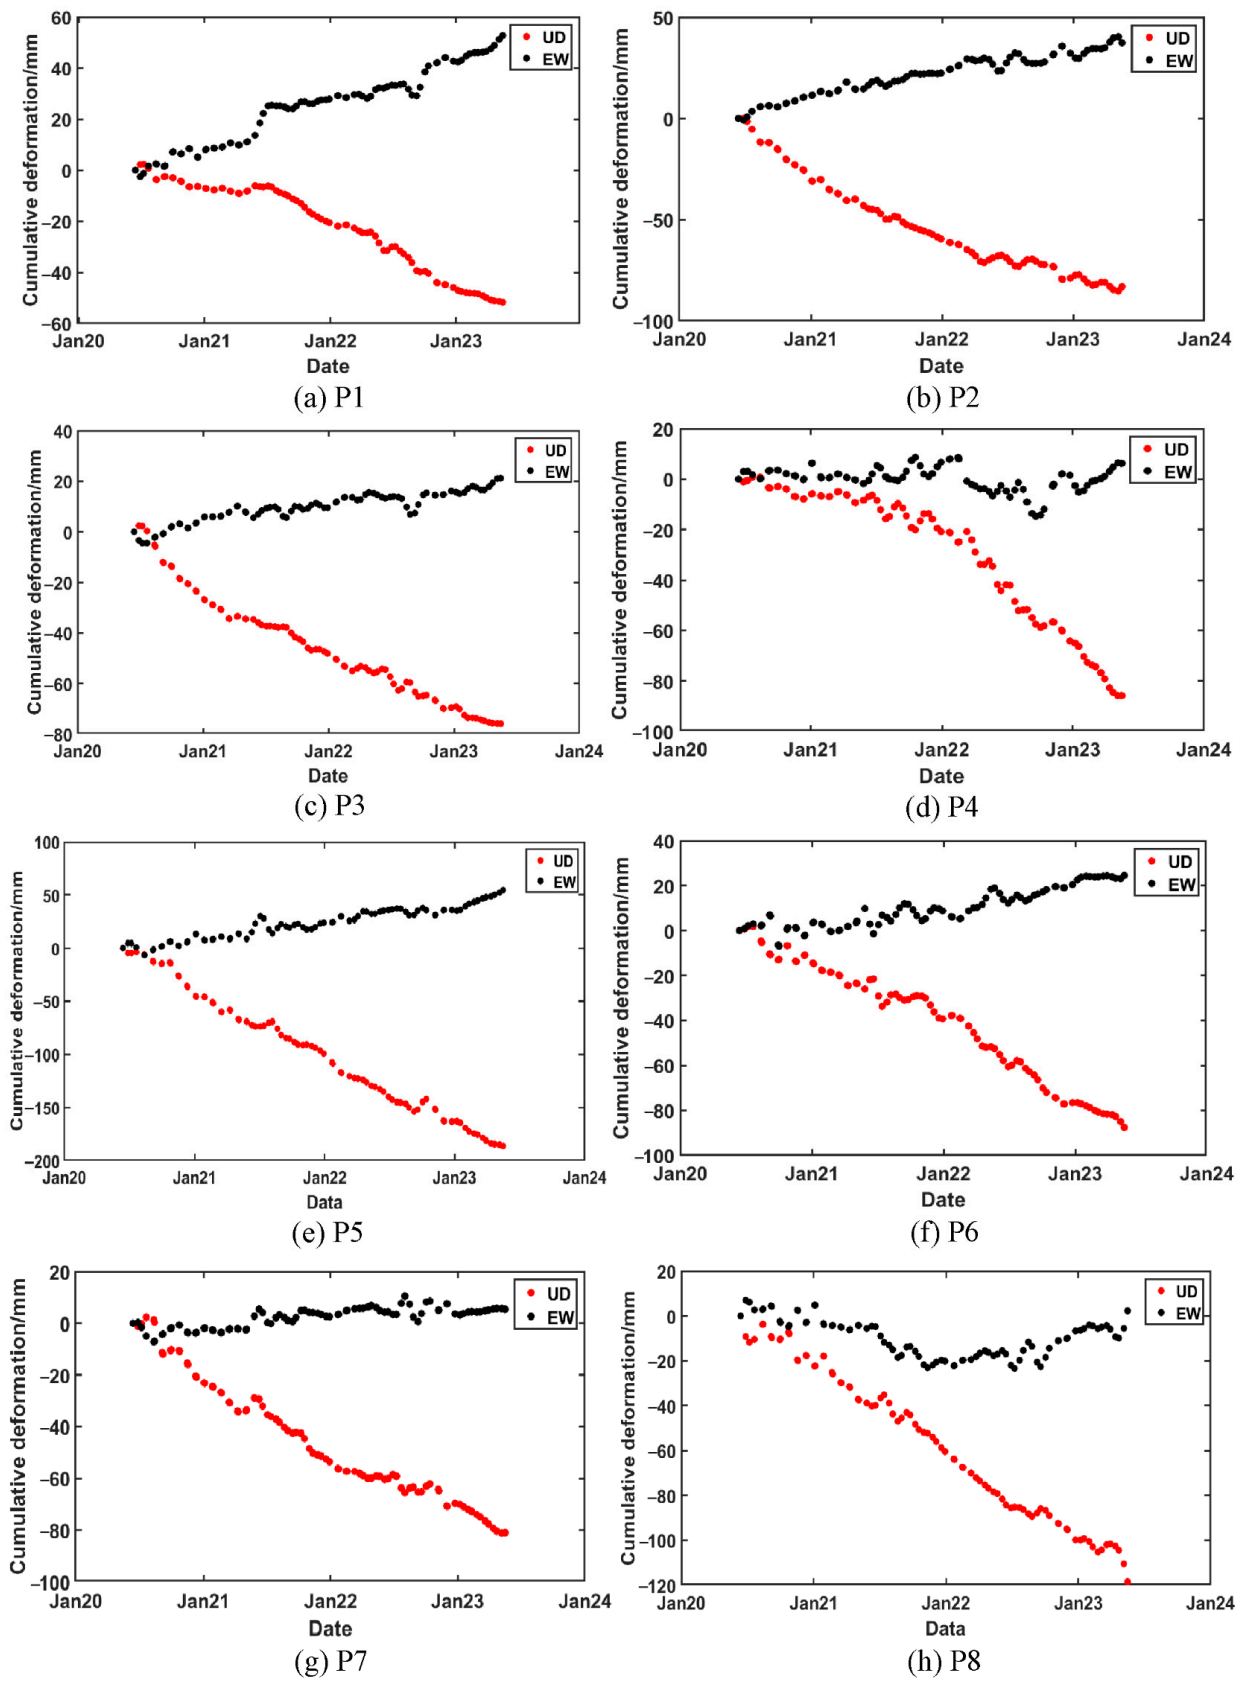 60
40
20
0
−20
−40
−60
Cumulative deformation/mm
UD
EW
Jan20 Jan21 Jan22 Jan23
Date
(a) P1
50
0
−50
−100
Cumulative deformation/mm
UD
EW
Jan20 Jan21 Jan22 Jan23 Jan24
Date
(b) P2
40
20
0
−20
−40
−60
−80
Cumulative deformation/mm
UD
EW
Jan20 Jan21 Jan22 Jan23 Jan24
Date
(c) P3
20
0
−20
−40
−60
−80
−100
Cumulative deformation/mm
UD
EW
Jan20 Jan21 Jan22 Jan23 Jan24
Date
(d) P4
100
50
0
−50
−100
−150
−200
Cumulative deformation/mm
UD
EW
Jan20 Jan21 Jan22 Jan23 Jan24
Data
(e) P5
40
20
0
−20
−40
−60
−80
−100
Cumulative deformation/mm
UD
EW
Jan20 Jan21 Jan22 Jan23 Jan24
Date
(f) P6
20
0
−20
−40
−60
−80
−100
Cumulative deformation/mm
UD
EW
Jan20 Jan21 Jan22 Jan23 Jan24
Date
(g) P7
20
0
−20
−40
−60
−80
−100
−120
Cumulative deformation/mm
UD
EW
Jan20 Jan21 Jan22 Jan23 Jan24
Data
(h) P8